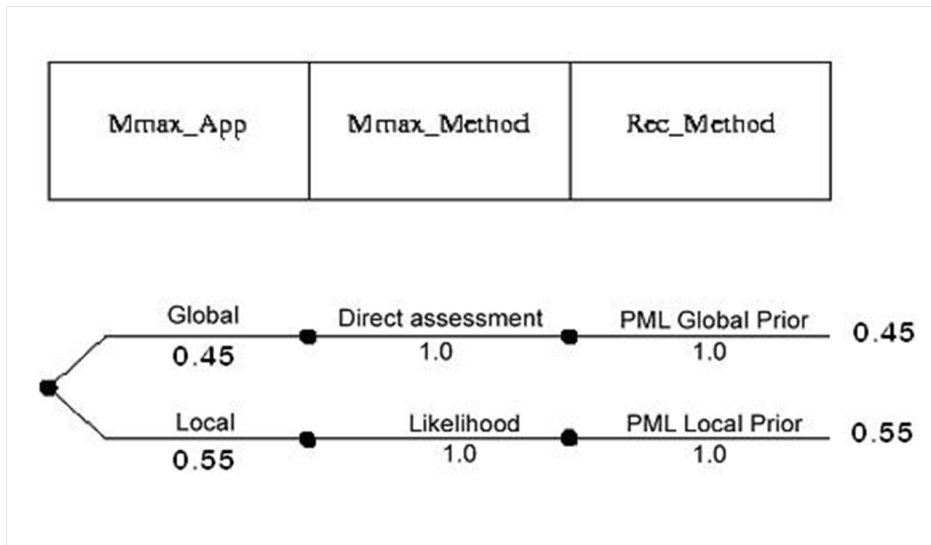 Mmax_App Mmax_Method Rec_Method
Global Direct assessment PML Global Prior 0.45
0.45 1.0 1.0
Local Likelihood PML Local Prior 0.55
0.55 1.0 1.0